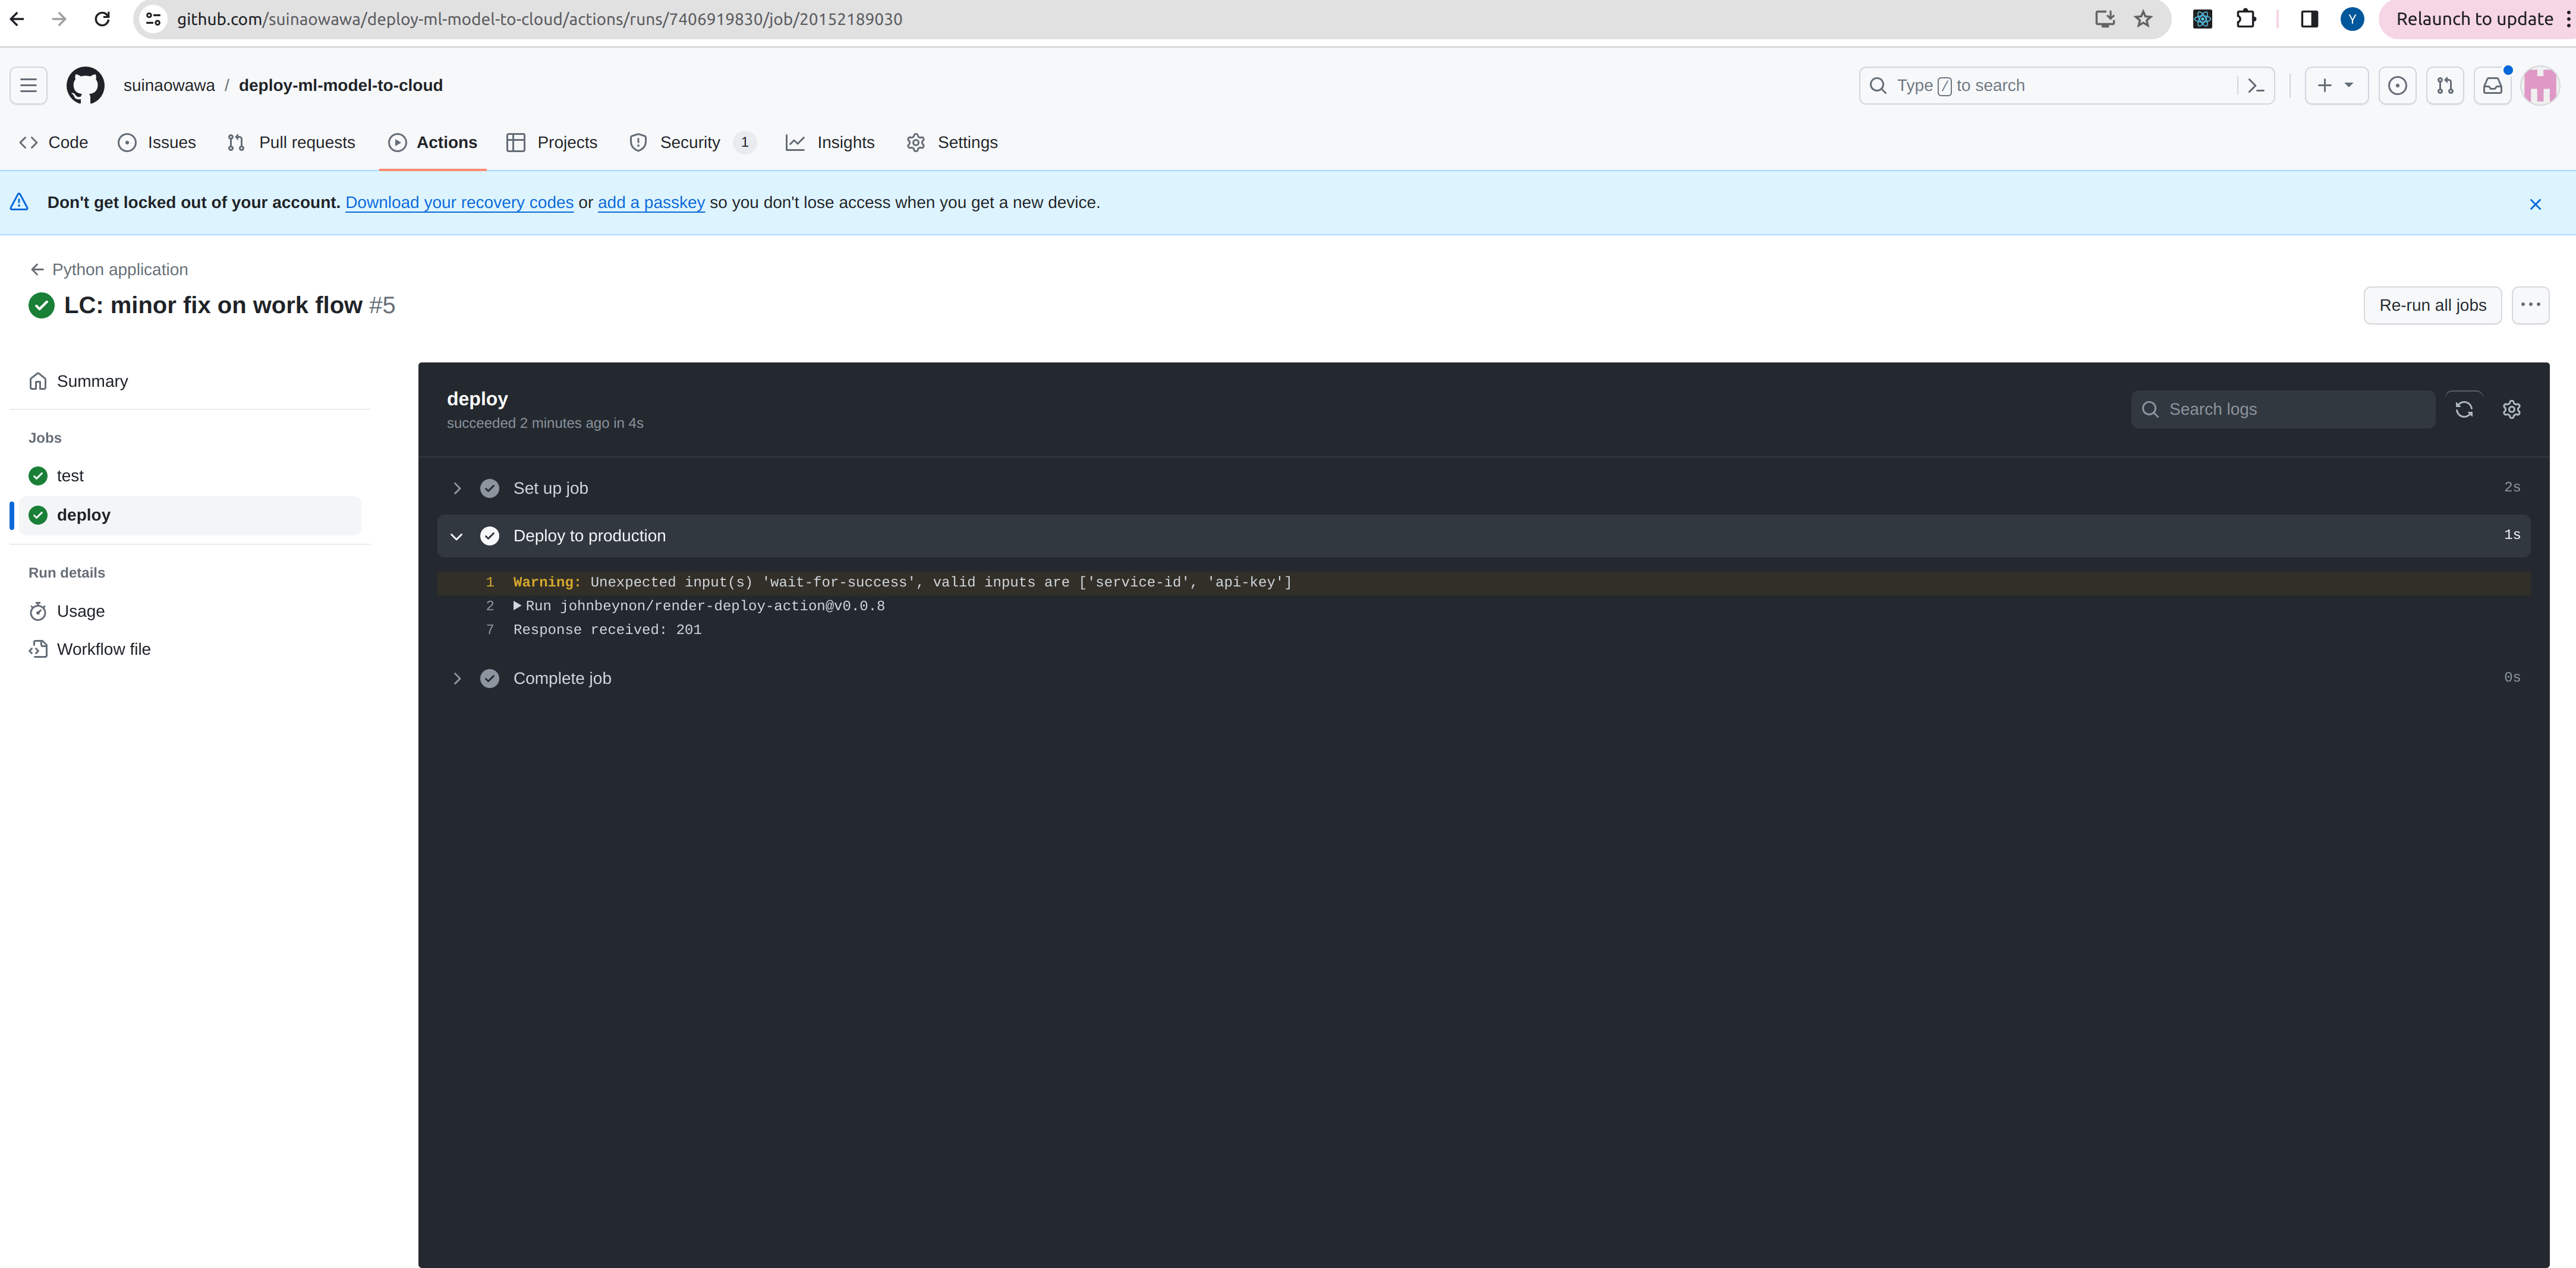 github.com/suinaowawa/deploy-ml-model-to-cloud/actions/runs/7406919830/job/20152189030
Y
Relaunch to update
suinaowawa / deploy-ml-model-to-cloud
Type / to search
Code
Issues
Pull requests
Actions
Projects
Security 1
Insights
Settings
Don't get locked out of your account. Download your recovery codes or add a passkey so you don't lose access when you get a new device.
Python application
LC: minor fix on work flow #5
Re-run all jobs
Summary
Jobs
test
deploy
Run details
Usage
Workflow file
deploy
succeeded 2 minutes ago in 4s
Search logs
Set up job 2s
Deploy to production 1s
1 Warning: Unexpected input(s) 'wait-for-success', valid inputs are ['service-id', 'api-key']
2 Run johnbeynon/render-deploy-action@v0.0.8
7 Response received: 201
Complete job 0s